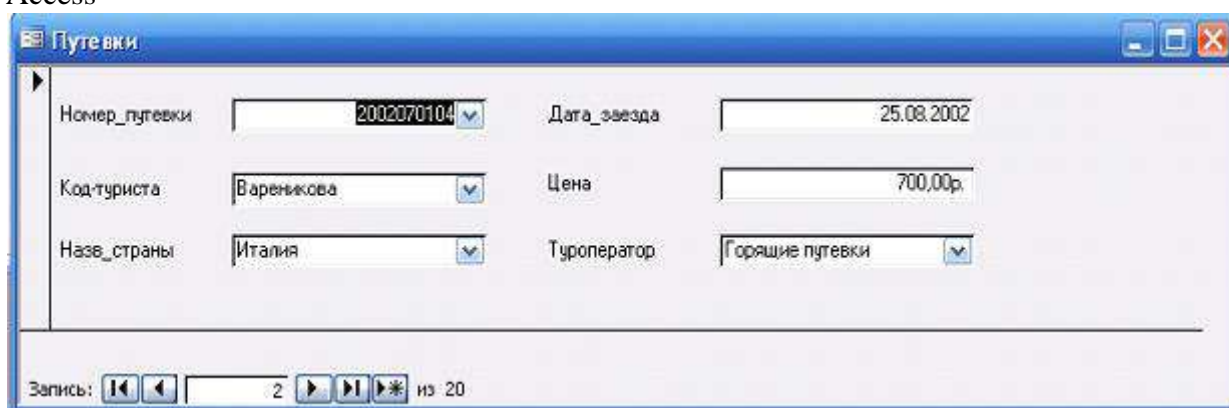 Access
Путевки
Номер_путевки 2002070104 Дата_заезда 25.08.2002
Код-туриста Вареникова Цена 700,00р.
Назв_страны Италия Туроператор Горящие путевки
Запись: 2 из 20